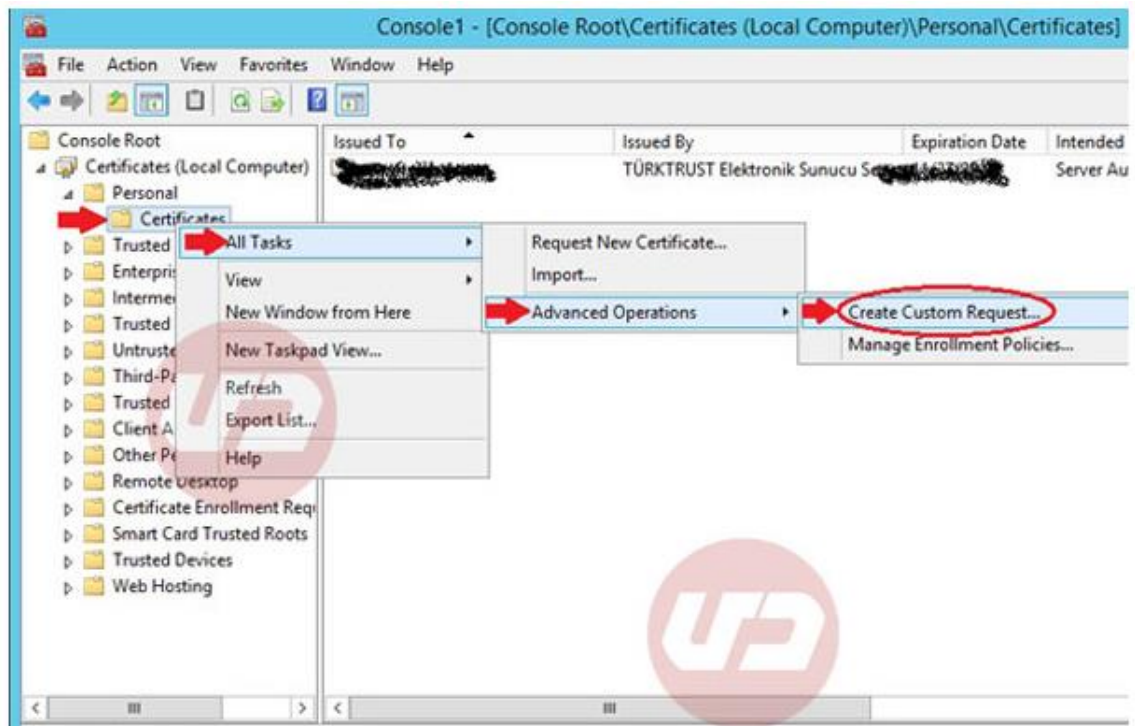 Console1 - [Console Root\Certificates (Local Computer)\Personal\Certificates]
File Action View Favorites Window Help
Console Root
Certificates (Local Computer)
Personal
Certificates
Trusted
Enterpris
Interme
Trusted
Untruste
Third-Pa
Trusted
Client A
Other Pe
Remote Desktop
Certificate Enrollment Requ
Smart Card Trusted Roots
Trusted Devices
Web Hosting
Issued To Issued By Expiration Date Intended
TÜRKTRUST Elektronik Sunucu Se Server Au
All Tasks
View
New Window from Here
New Taskpad View...
Refresh
Export List...
Help
Request New Certificate...
Import...
Advanced Operations
Create Custom Request...
Manage Enrollment Policies...
UP